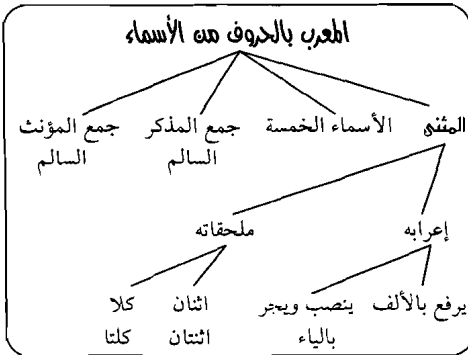 المعرب بالحروف من الأسماء
المثنى الأسماء الخمسة جمع المذكر جمع المؤنث
السالم السالم
إعرابه ملحقاته
يرفع بالألف ينصب ويجر اثنان كلا
بالياء اثنتان كلتا